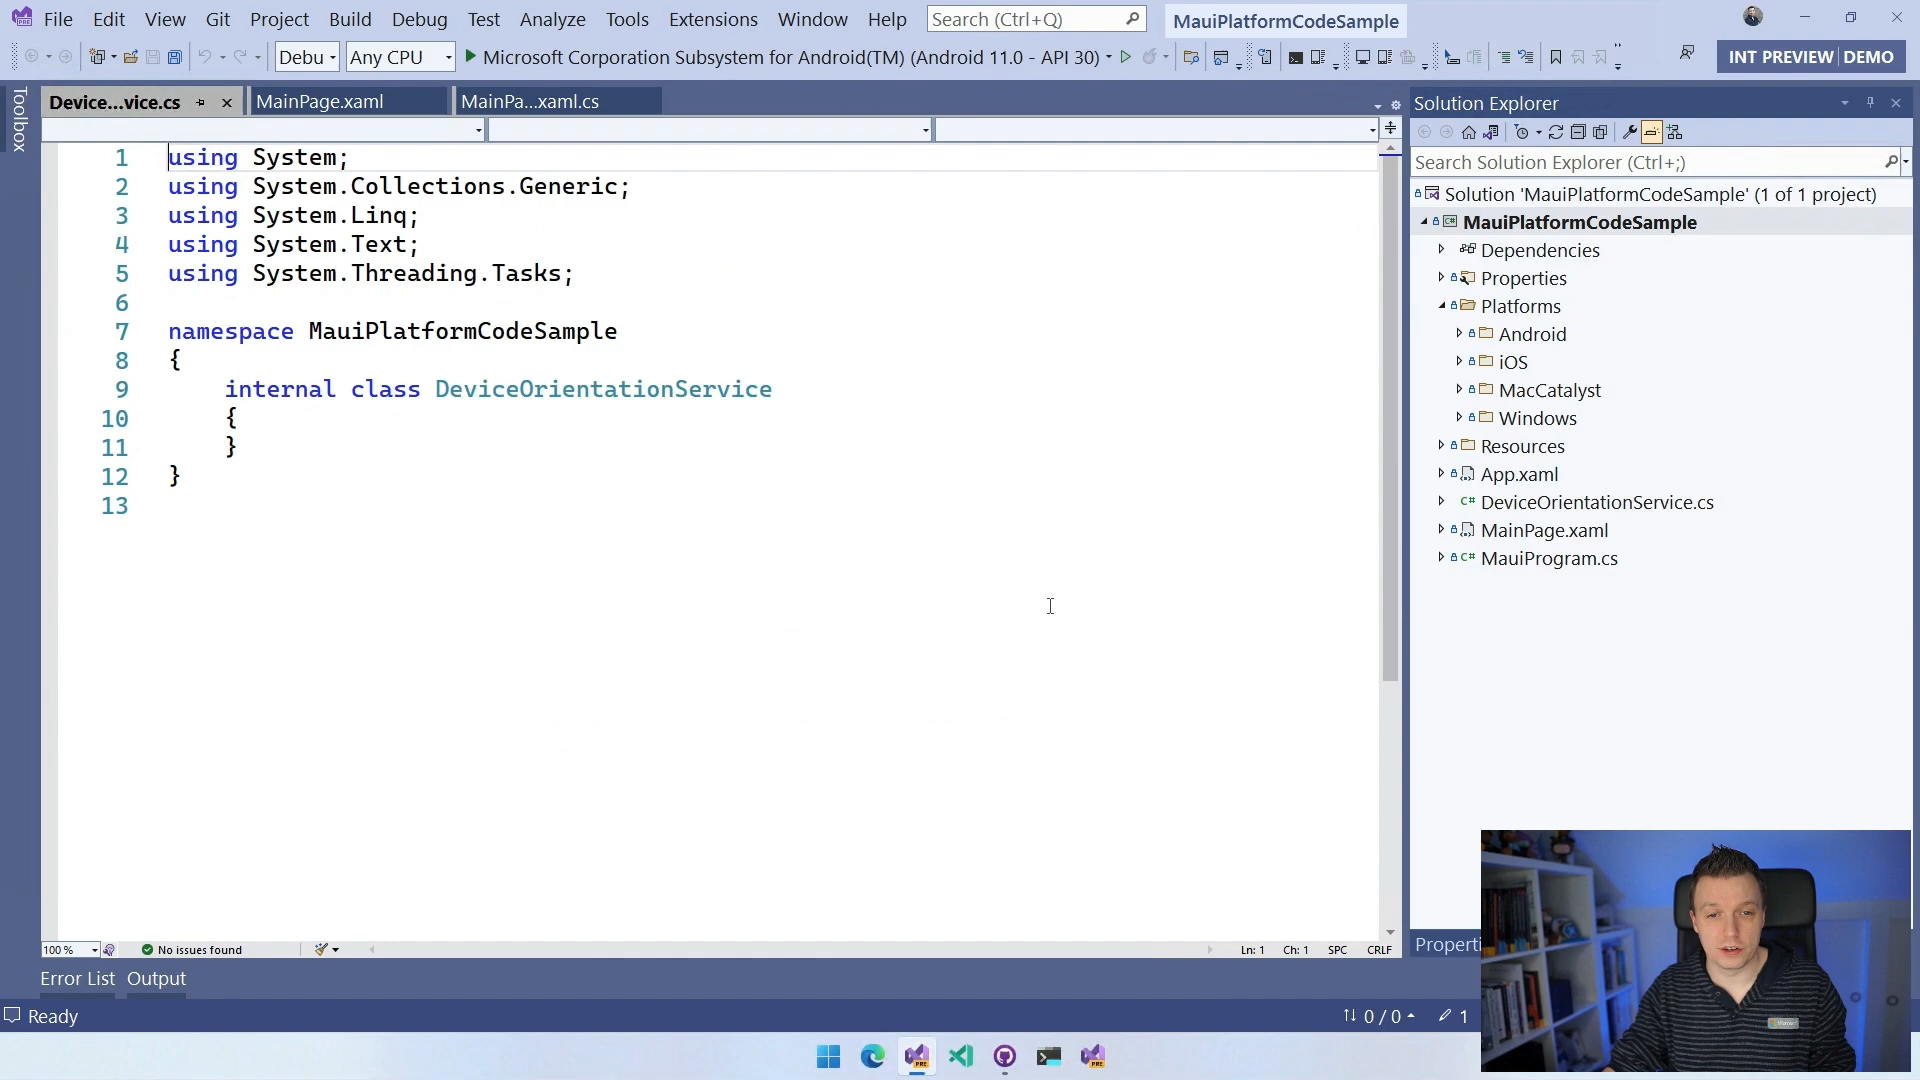 File Edit View Git Project Build Debug Test Analyze Tools Extensions Window Help Search (Ctrl+Q) MauiPlatformCodeSample
Debu Any CPU Microsoft Corporation Subsystem for Android(TM) (Android 11.0 - API 30) INT PREVIEW DEMO
Toolbox
Device...vice.cs MainPage.xaml MainPa...xaml.cs
1 using System;
2 using System.Collections.Generic;
3 using System.Linq;
4 using System.Text;
5 using System.Threading.Tasks;
6
7 namespace MauiPlatformCodeSample
8 {
9 internal class DeviceOrientationService
10 {
11 }
12 }
13
100 % No issues found Ln: 1 Ch: 1 SPC CRLF
Error List Output
Ready 0 / 0 1
Solution Explorer
Search Solution Explorer (Ctrl+;)
Solution 'MauiPlatformCodeSample' (1 of 1 project)
MauiPlatformCodeSample
Dependencies
Properties
Platforms
Android
iOS
MacCatalyst
Windows
Resources
App.xaml
DeviceOrientationService.cs
MainPage.xaml
MauiProgram.cs
Properti